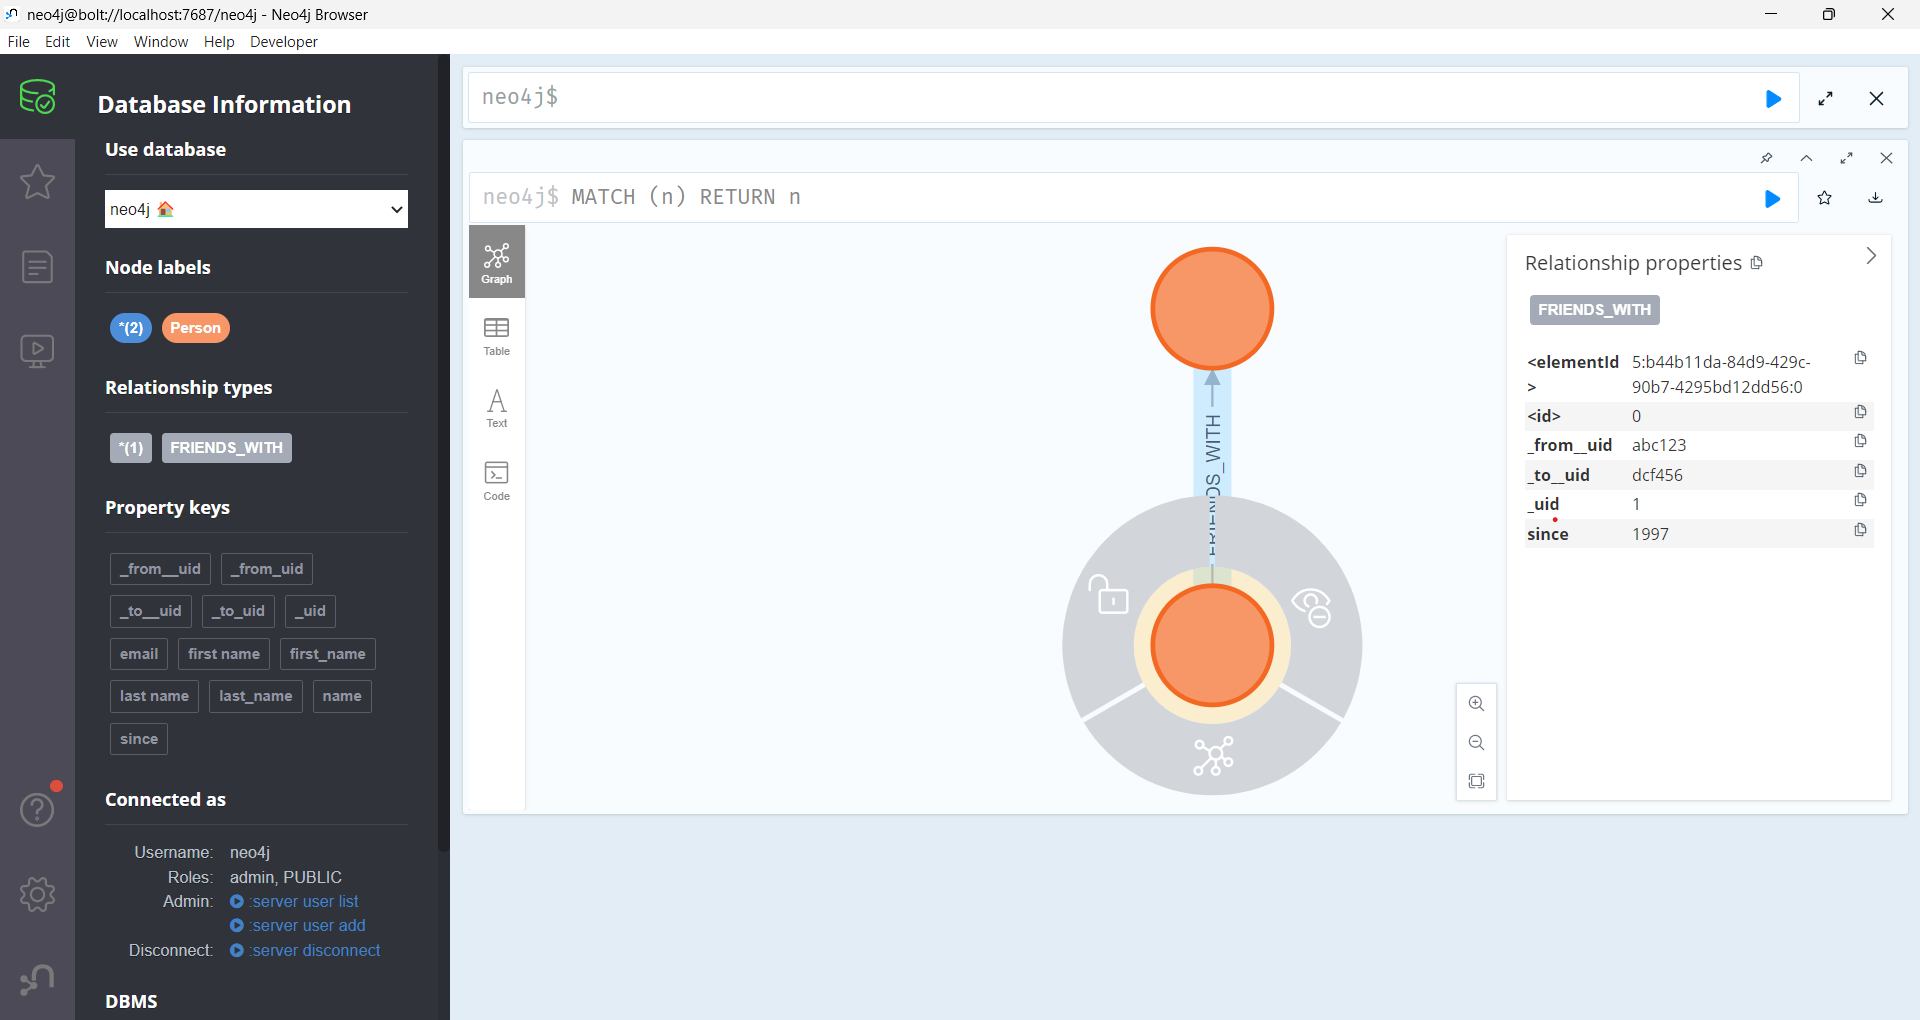 neo4j@bolt://localhost:7687/neo4j - Neo4j Browser
File Edit View Window Help Developer
Database Information
Use database
neo4j 🏠
Node labels
*(2) Person
Relationship types
*(1) FRIENDS_WITH
Property keys
_from__uid _from_uid
_to__uid _to_uid _uid
email first name first_name
last name last_name name
since
Connected as
Username: neo4j
Roles: admin, PUBLIC
Admin: :server user list
:server user add
Disconnect: :server disconnect
DBMS
neo4j$
neo4j$ MATCH (n) RETURN n
Graph
Table
A
Text
Code
FRIENDS_WITH
Relationship properties
FRIENDS_WITH
<elementId 5:b44b11da-84d9-429c-
> 90b7-4295bd12dd56:0
<id> 0
_from__uid abc123
_to__uid dcf456
_uid 1
since 1997